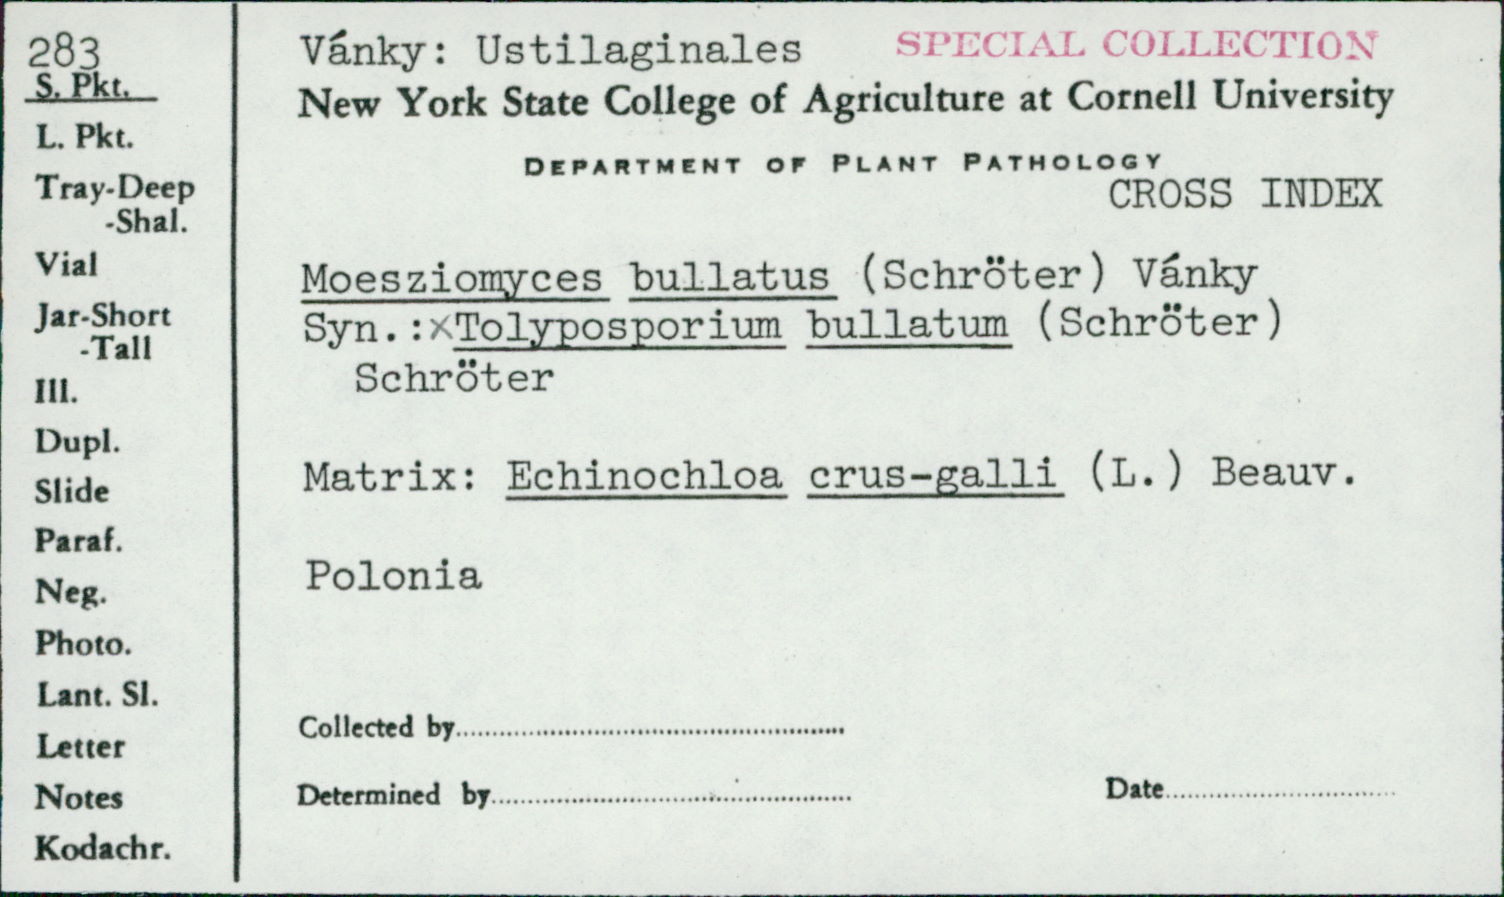 283
S. Pkt.
L. Pkt.
Tray-Deep
-Shal.
Vial
Jar-Short
-Tall
Ill.
Dupl.
Slide
Paraf.
Neg.
Photo.
Lant. Sl.
Letter
Notes
Kodachr.
Vánky: Ustilaginales SPECIAL COLLECTION
New York State College of Agriculture at Cornell University
DEPARTMENT OF PLANT PATHOLOGY
CROSS INDEX
Moesziomyces bullatus (Schröter) Vánky
Syn.:×Tolyposporium bullatum (Schröter)
Schröter
Matrix: Echinochloa crus-galli (L.) Beauv.
Polonia
Collected by
Determined by Date